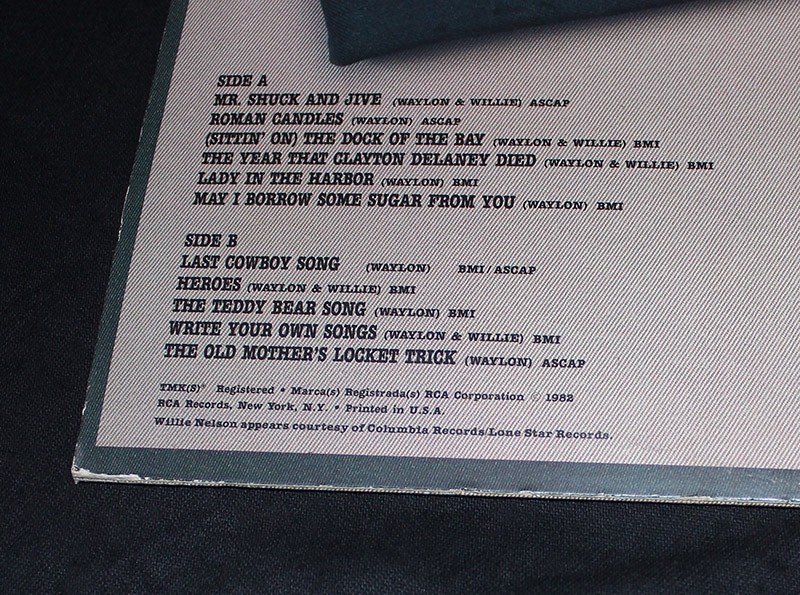 SIDE A
MR. SHUCK AND JIVE (WAYLON & WILLIE) ASCAP
ROMAN CANDLES (WAYLON) ASCAP
(SITTIN' ON) THE DOCK OF THE BAY (WAYLON & WILLIE) BMI
THE YEAR THAT CLAYTON DELANEY DIED (WAYLON & WILLIE) BMI
LADY IN THE HARBOR (WAYLON) BMI
MAY I BORROW SOME SUGAR FROM YOU (WAYLON) BMI
SIDE B
LAST COWBOY SONG (WAYLON) BMI/ASCAP
HEROES (WAYLON & WILLIE) BMI
THE TEDDY BEAR SONG (WAYLON) BMI
WRITE YOUR OWN SONGS (WAYLON & WILLIE) BMI
THE OLD MOTHER'S LOCKET TRICK (WAYLON) ASCAP
TMK(S)® Registered • Marca(s) Registrada(s) RCA Corporation © 1982
RCA Records, New York, N.Y. • Printed in U.S.A.
Willie Nelson appears courtesy of Columbia Records/Lone Star Records.